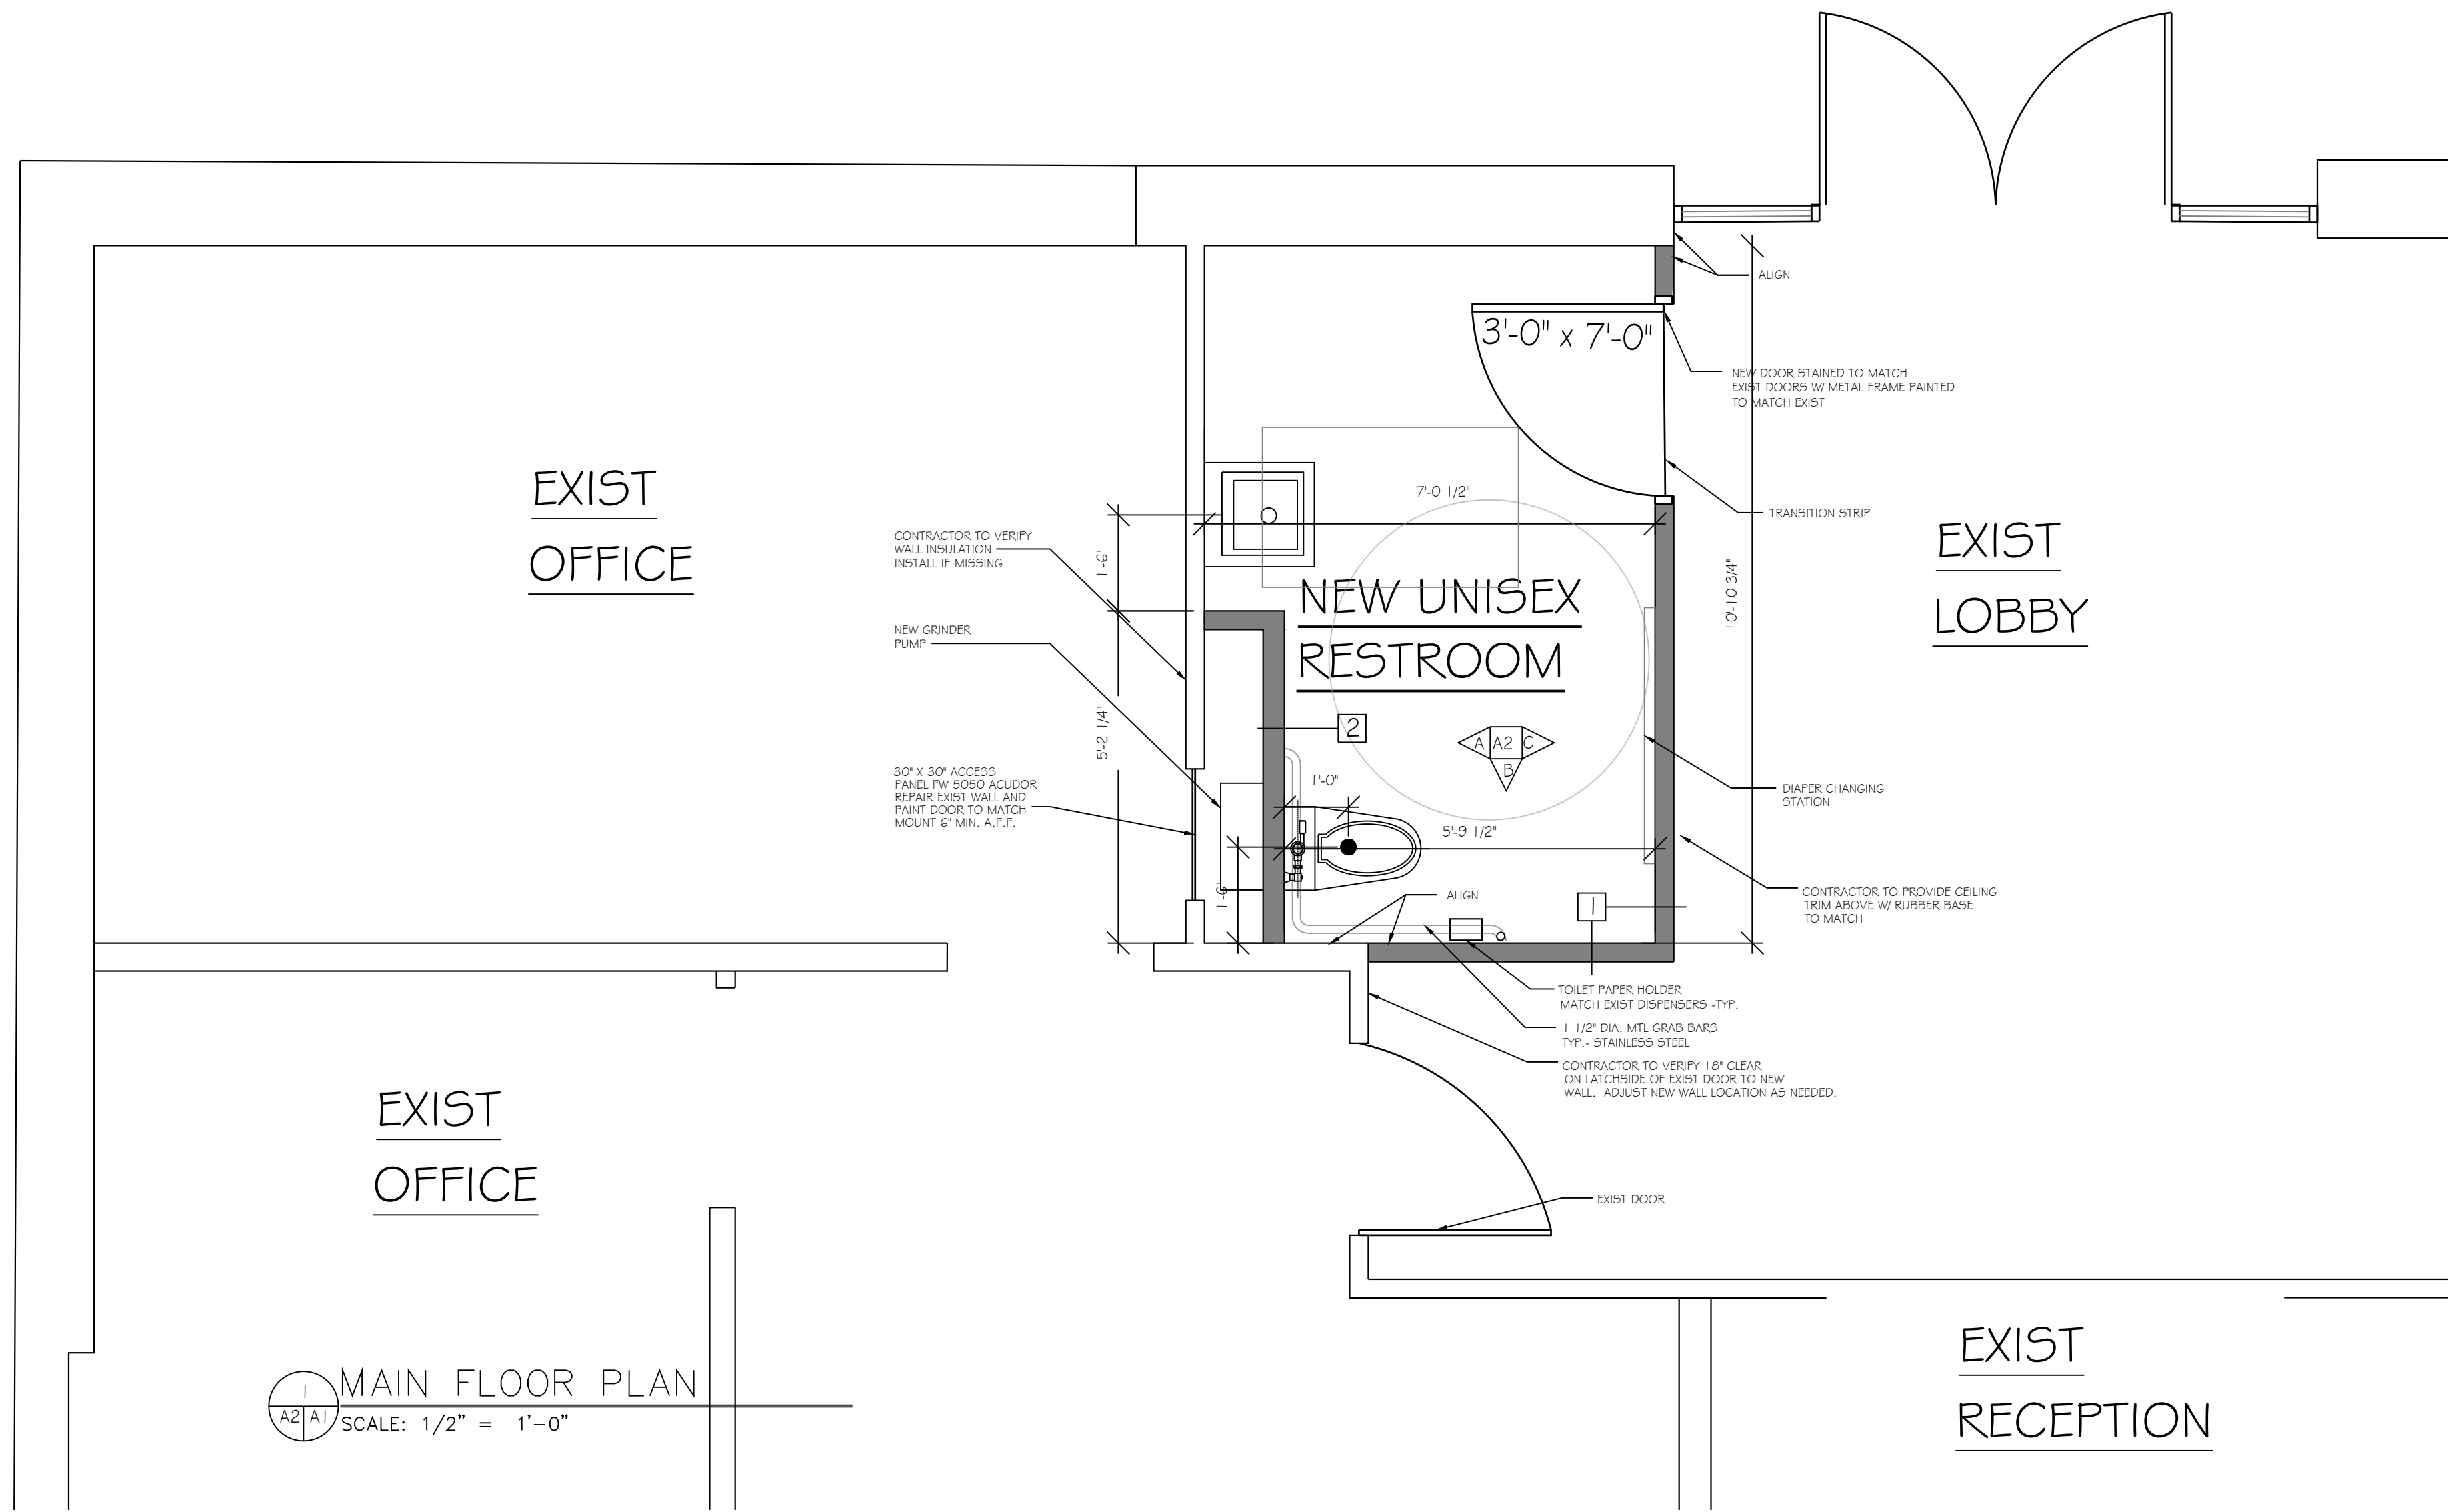 ALIGN
3'-0" x 7'-0"
NEW DOOR STAINED TO MATCH
EXIST DOORS W/ METAL FRAME PAINTED
TO MATCH EXIST
EXIST
OFFICE
7'-0 1/2"
TRANSITION STRIP
CONTRACTOR TO VERIFY
WALL INSULATION
INSTALL IF MISSING
1'-6"
10'-10 3/4"
EXIST
LOBBY
NEW UNISEX
RESTROOM
NEW GRINDER
PUMP
5'-2 1/4"
2
A A2 C
B
30" X 30" ACCESS
PANEL FW 5050 ACUDOR
REPAIR EXIST WALL AND
PAINT DOOR TO MATCH
MOUNT 6" MIN. A.F.F.
1'-0"
DIAPER CHANGING
STATION
5'-9 1/2"
1'-6"
ALIGN
1
CONTRACTOR TO PROVIDE CEILING
TRIM ABOVE W/ RUBBER BASE
TO MATCH
TOILET PAPER HOLDER
MATCH EXIST DISPENSERS -TYP.
1 1/2" DIA. MTL GRAB BARS
TYP.- STAINLESS STEEL
CONTRACTOR TO VERIFY 18" CLEAR
ON LATCHSIDE OF EXIST DOOR TO NEW
WALL. ADJUST NEW WALL LOCATION AS NEEDED.
EXIST
OFFICE
EXIST DOOR
EXIST
RECEPTION
1
A2 A1
MAIN FLOOR PLAN
SCALE: 1/2" = 1'-0"